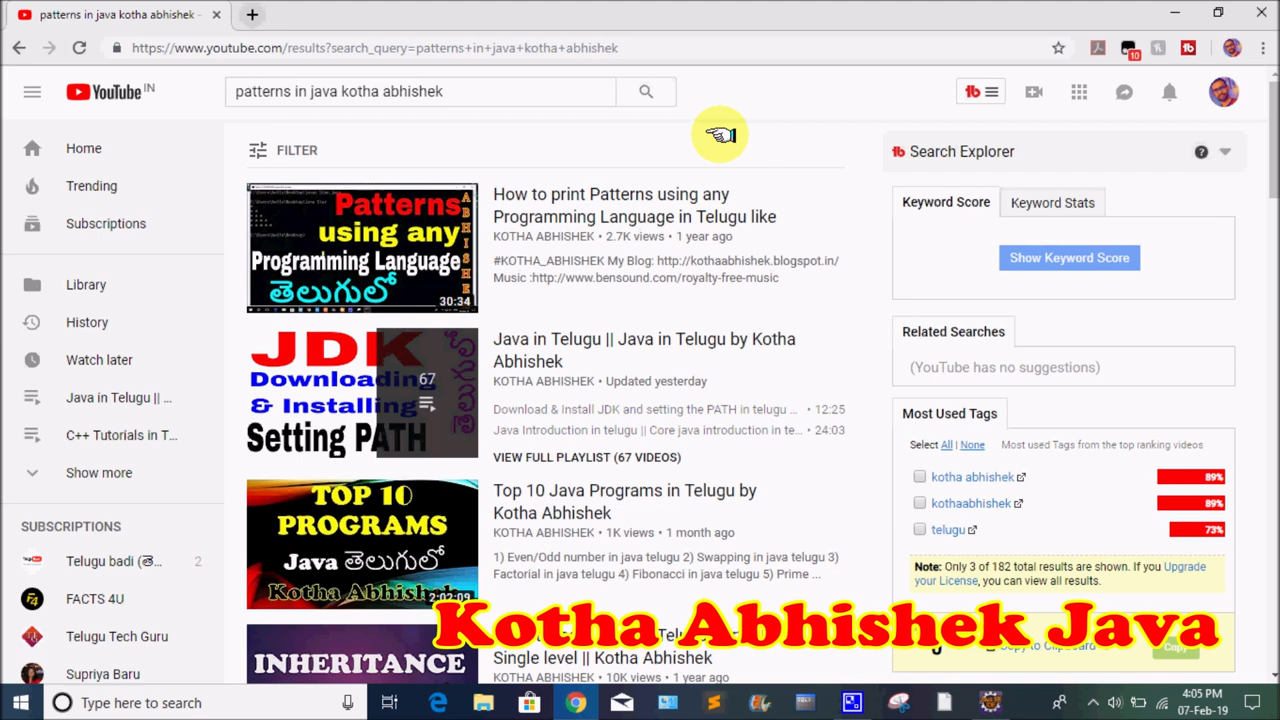 patterns in java kotha abhishek -
https://www.youtube.com/results?search_query=patterns+in+java+kotha+abhishek
10
YouTube IN
patterns in java kotha abhishek
tb
Home
Trending
Subscriptions
Library
History
Watch later
Java in Telugu || ...
C++ Tutorials in T...
Show more
SUBSCRIPTIONS
Telugu badi (తె... 2
FACTS 4U
Telugu Tech Guru
Supriya Baru
FILTER
Patterns
using any
Programming Language
తెలుగులో
ABHISHEK
30:34
How to print Patterns using any
Programming Language in Telugu like
KOTHA ABHISHEK • 2.7K views • 1 year ago
#KOTHA_ABHISHEK My Blog: http://kothaabhishek.blogspot.in/
Music :http://www.bensound.com/royalty-free-music
JDK
Downloading
& Installing
Setting PATH
తెలుగులో
67
Java in Telugu || Java in Telugu by Kotha
Abhishek
KOTHA ABHISHEK • Updated yesterday
Download & Install JDK and setting the PATH in telugu ... • 12:25
Java Introduction in telugu || Core java introduction in te... • 24:03
VIEW FULL PLAYLIST (67 VIDEOS)
TOP 10
PROGRAMS
Java తెలుగులో
Kotha Abhishek
2:02:09
Top 10 Java Programs in Telugu by
Kotha Abhishek
KOTHA ABHISHEK • 1K views • 1 month ago
1) Even/Odd number in java telugu 2) Swapping in java telugu 3)
Factorial in java telugu 4) Fibonacci in java telugu 5) Prime ...
INHERITANCE
Single level || Kotha Abhishek
KOTHA ABHISHEK • 10K views • 1 year ago
tb Search Explorer
Keyword Score
Keyword Stats
Show Keyword Score
Related Searches
(YouTube has no suggestions)
Most Used Tags
Select All | None Most used Tags from the top ranking videos
kotha abhishek 89%
kothaabhishek 89%
telugu 73%
Note: Only 3 of 182 total results are shown. If you Upgrade
your License, you can view all results.
Copy to Clipboard
Copy
Kotha Abhishek Java
Type here to search
4:05 PM
07-Feb-19